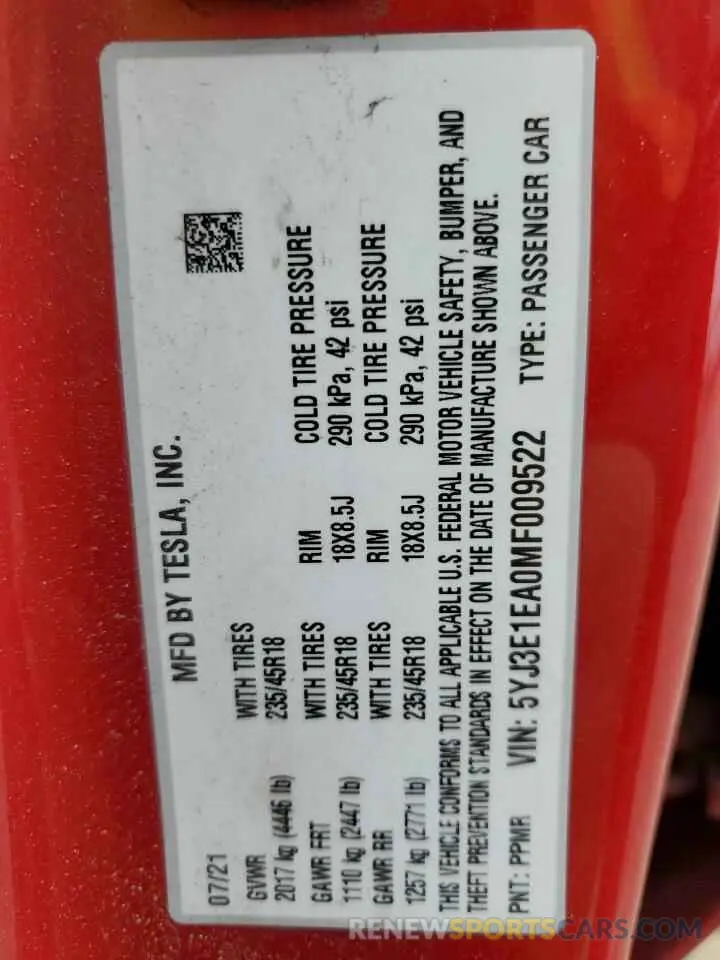 MFD BY TESLA, INC.
07/21
GVWR WITH TIRES
2017 kg (4446 lb) 235/45R18
GAWR FRT WITH TIRES RIM COLD TIRE PRESSURE
1110 kg (2447 lb) 235/45R18 18X8.5J 290 kPa, 42 psi
GAWR RR WITH TIRES RIM COLD TIRE PRESSURE
1257 kg (2771 lb) 235/45R18 18X8.5J 290 kPa, 42 psi
THIS VEHICLE CONFORMS TO ALL APPLICABLE U.S. FEDERAL MOTOR VEHICLE SAFETY, BUMPER, AND
THEFT PREVENTION STANDARDS IN EFFECT ON THE DATE OF MANUFACTURE SHOWN ABOVE.
PNT: PPMR VIN: 5YJ3E1EA0MF009522 TYPE: PASSENGER CAR
RENEWSPORTSCARS.COM